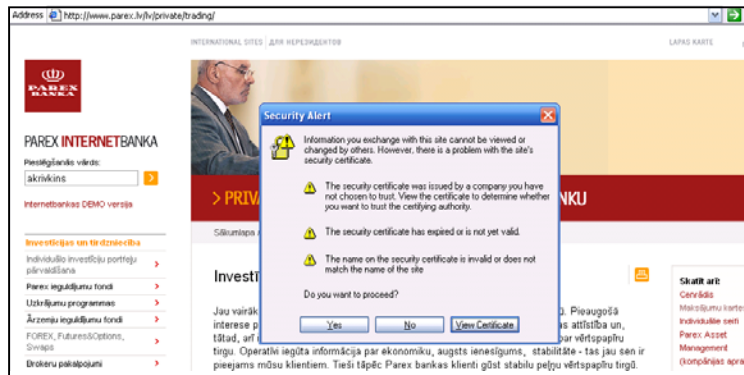 Address http://www.parex.lv/lv/private/trading/
INTERNATIONAL SITES ДЛЯ НЕРЕЗИДЕНТОВ
LAPAS KARTE
PAREX
BANKA
PAREX INTERNETBANKA
Pieslēgšanās vārds:
akrivkins
Internetbankas DEMO versija
Investīcijas un tirdzniecība
Individuālo investīciju portfeļu
pārvaldīšana
Parex ieguldījumu fondi
Uzkrājumu programmas
Ārzemju ieguldījumu fondi
FOREX, Futures&Options,
Swaps
Brokeru pakalpojumi
Security Alert
Information you exchange with this site cannot be viewed or
changed by others. However, there is a problem with the site's
security certificate.
The security certificate was issued by a company you have
not chosen to trust. View the certificate to determine whether
you want to trust the certifying authority.
The security certificate has expired or is not yet valid.
The name on the security certificate is invalid or does not
match the name of the site
Do you want to proceed?
Yes No View Certificate
> PRIV
NKU
Sākumlapa
Investī
Jau vairāk
Pieaugošā
interese p
as attīstība un,
tātad, arī
par vērtspapīru
tirgu. Operatīvi iegūta informācija par ekonomiku, augsts ienesīgums, stabilitāte - tas jau sen ir
pieejams mūsu klientiem. Tieši tāpēc Parex bankas klienti gūst stabilu peļņu vērtspapīru tirgū.
Skatīt arī:
Cenrādis
Maksājumu kartes
Individuālie seifi
Parex Asset
Management
(kompānijas apra